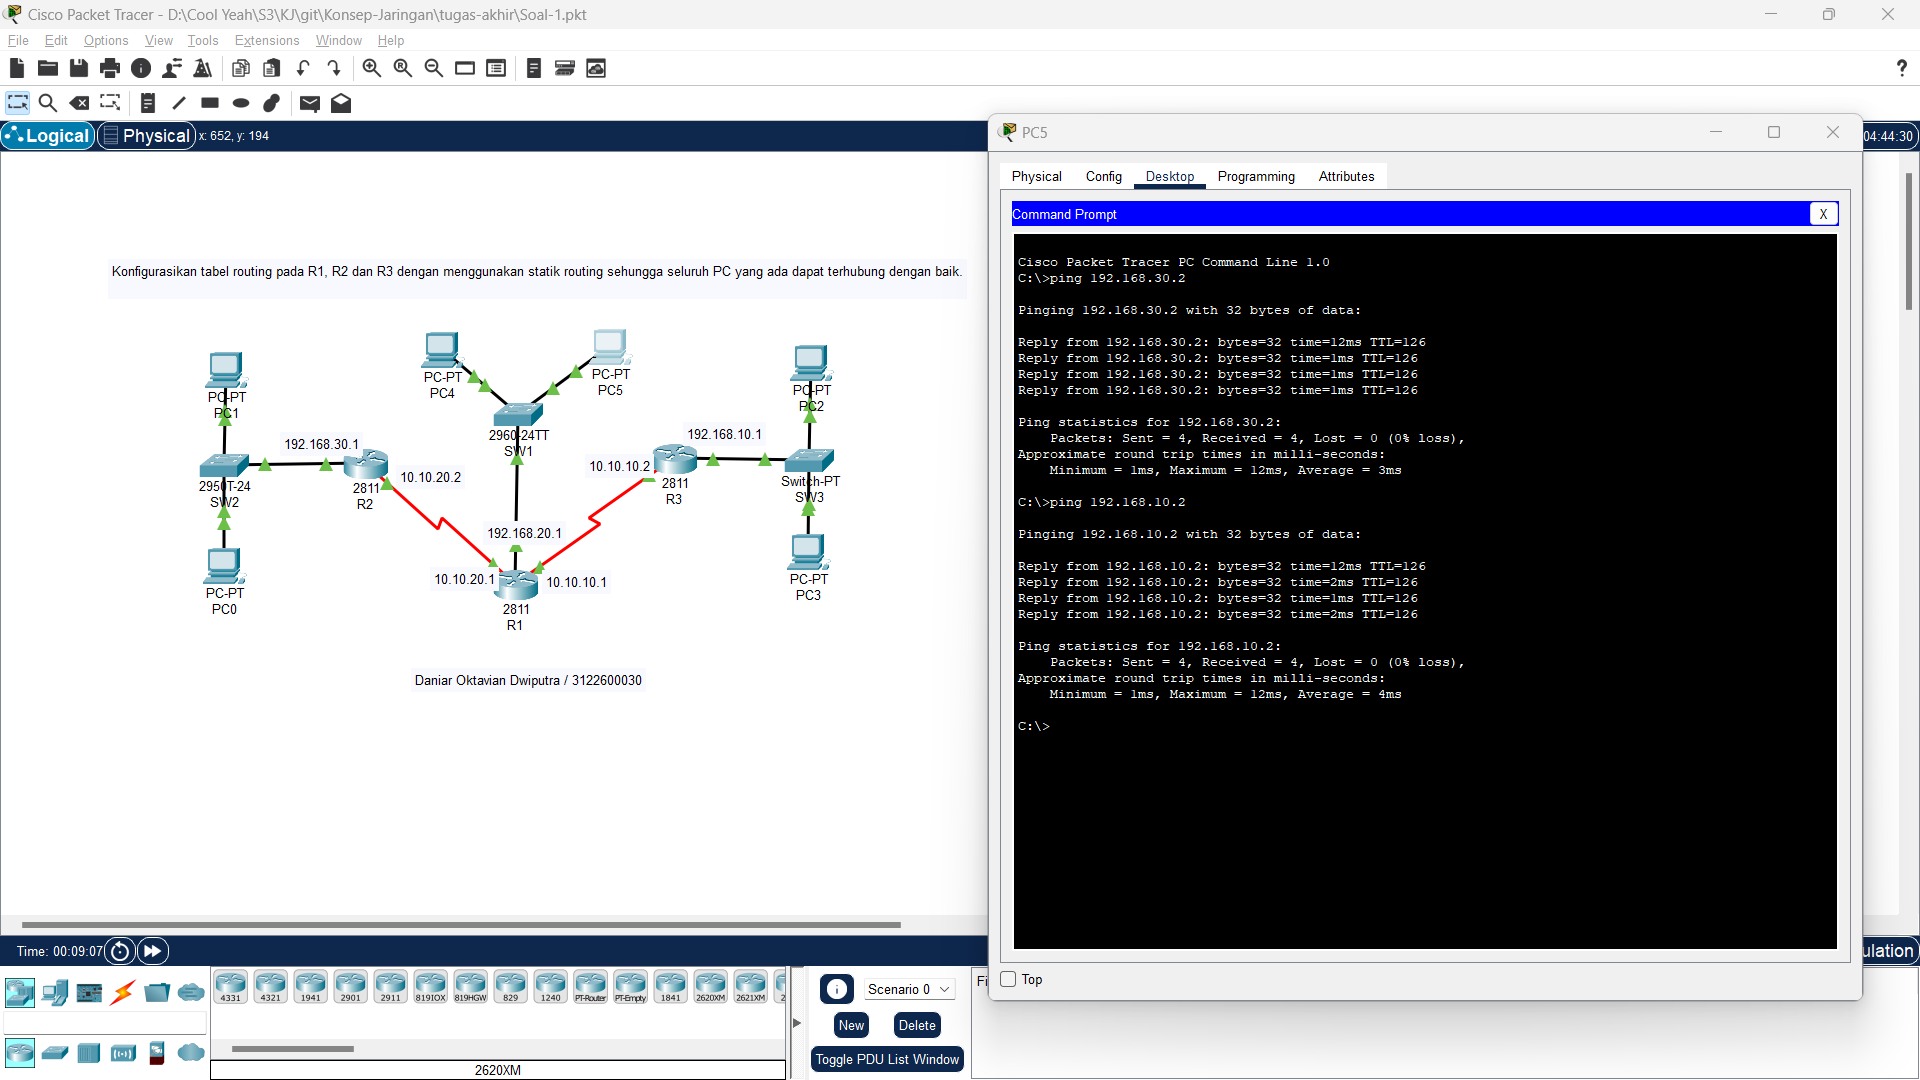 Cisco Packet Tracer - D:\Cool Yeah\S3\KJ\git\Konsep-Jaringan\tugas-akhir\Soal-1.pkt
File Edit Options View Tools Extensions Window Help
?
Logical Physical x: 652, y: 194
04:44:30
Konfigurasikan tabel routing pada R1, R2 dan R3 dengan menggunakan statik routing sehungga seluruh PC yang ada dapat terhubung dengan baik.
PC-PT
PC1
PC-PT
PC4
PC-PT
PC5
PC-PT
PC2
192.168.30.1
2960-24TT
SW1
192.168.10.1
2950T-24
SW2
2811
R2
10.10.20.2
10.10.10.2
2811
R3
Switch-PT
SW3
192.168.20.1
10.10.20.1
10.10.10.1
PC-PT
PC0
2811
R1
PC-PT
PC3
Daniar Oktavian Dwiputra / 3122600030
PC5
Physical Config Desktop Programming Attributes
Command Prompt
X
Cisco Packet Tracer PC Command Line 1.0
C:\>ping 192.168.30.2
Pinging 192.168.30.2 with 32 bytes of data:
Reply from 192.168.30.2: bytes=32 time=12ms TTL=126
Reply from 192.168.30.2: bytes=32 time=1ms TTL=126
Reply from 192.168.30.2: bytes=32 time=1ms TTL=126
Reply from 192.168.30.2: bytes=32 time=1ms TTL=126
Ping statistics for 192.168.30.2:
Packets: Sent = 4, Received = 4, Lost = 0 (0% loss),
Approximate round trip times in milli-seconds:
Minimum = 1ms, Maximum = 12ms, Average = 3ms
C:\>ping 192.168.10.2
Pinging 192.168.10.2 with 32 bytes of data:
Reply from 192.168.10.2: bytes=32 time=12ms TTL=126
Reply from 192.168.10.2: bytes=32 time=2ms TTL=126
Reply from 192.168.10.2: bytes=32 time=1ms TTL=126
Reply from 192.168.10.2: bytes=32 time=2ms TTL=126
Ping statistics for 192.168.10.2:
Packets: Sent = 4, Received = 4, Lost = 0 (0% loss),
Approximate round trip times in milli-seconds:
Minimum = 1ms, Maximum = 12ms, Average = 4ms
C:\>
Top
Time: 00:09:07
ulation
4331 4321 1941 2901 2911 819IOX 819HGW 829 1240 PT-Router PT-Empty 1841 2620XM 2621XM 2
2620XM
Scenario 0
New Delete
Toggle PDU List Window
Fi